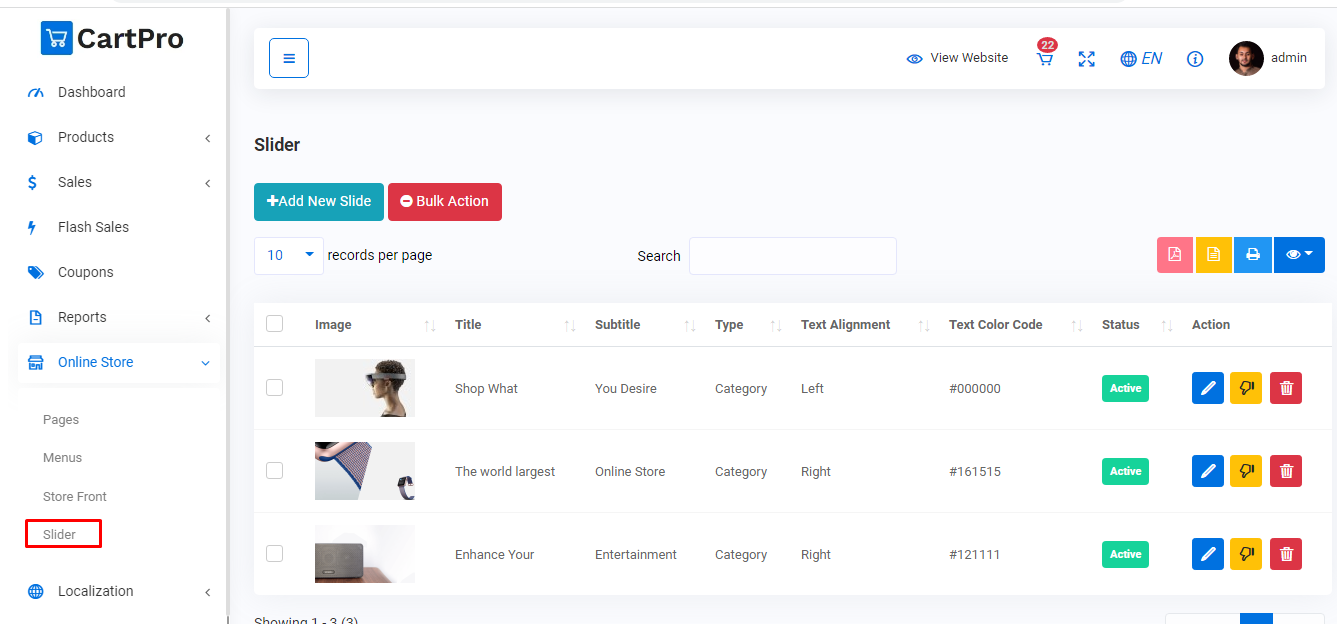 CartPro
Dashboard
Products
Sales
Flash Sales
Coupons
Reports
Online Store
Pages
Menus
Store Front
Slider
Localization
View Website
22
EN
admin
Slider
Add New Slide
Bulk Action
10 records per page
Search
Image Title Subtitle Type Text Alignment Text Color Code Status Action
Shop What You Desire Category Left #000000 Active
The world largest Online Store Category Right #161515 Active
Enhance Your Entertainment Category Right #121111 Active
Showing 1 - 3 (3)